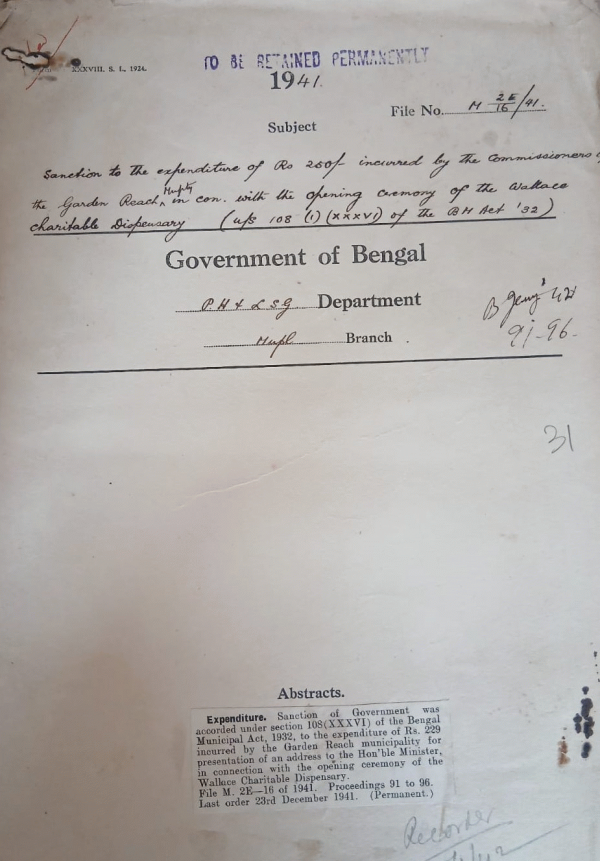 XXXVIII. S. I., 1924.
TO BE RETAINED PERMANENTLY
1941.
File No. M 2E/16/41.
Subject
Sanction to the expenditure of Rs 250/- incurred by the Commissioners of
the Garden Reach Mupty in con. with the opening ceremony of the Wallace
charitable Dispensary (u/s 108 (1) (XXXVI) of the BM Act '32)
Government of Bengal
P.H & L S G Department
Mupl Branch.
B
91-96
31
Abstracts.
Expenditure. Sanction of Government was
accorded under section 108(XXXVI) of the Bengal
Municipal Act, 1932, to the expenditure of Rs. 229
incurred by the Garden Reach municipality for
presentation of an address to the Hon'ble Minister,
in connection with the opening ceremony of the
Wallace Charitable Dispensary.
File M. 2E—16 of 1941. Proceedings 91 to 96.
Last order 23rd December 1941. (Permanent.)
Recorder